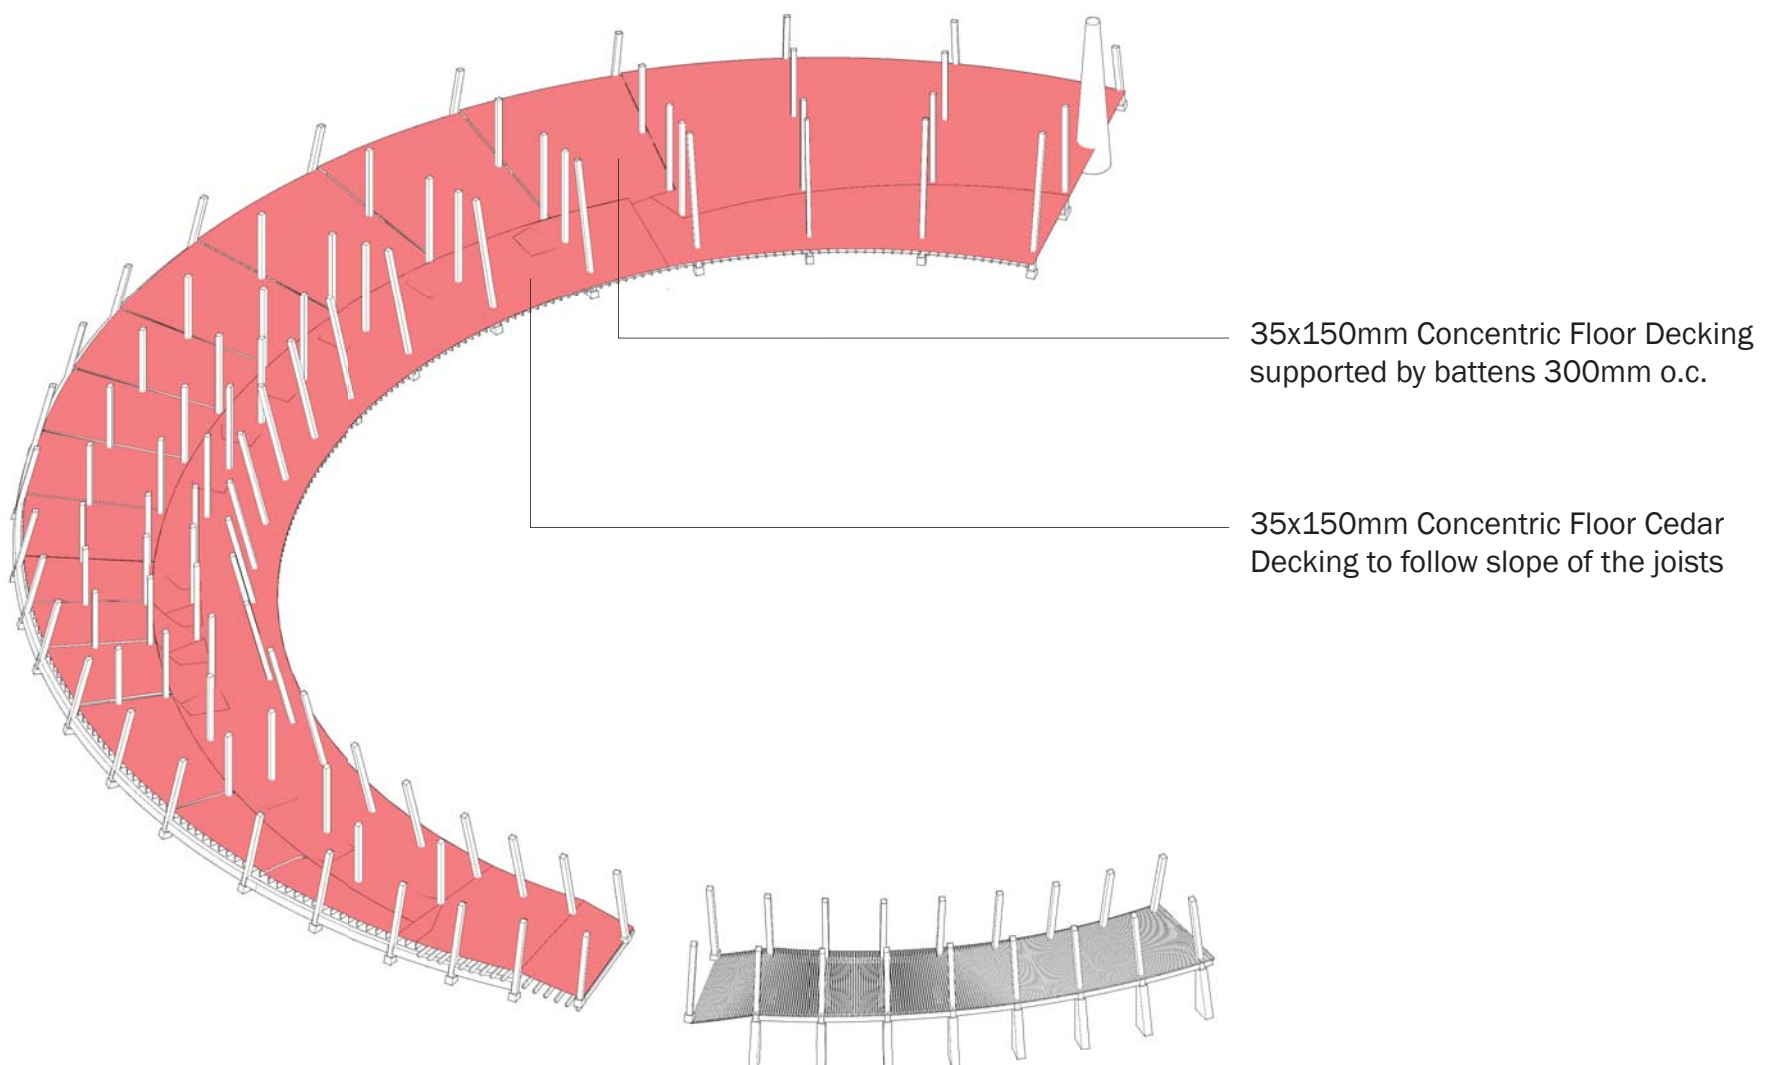 35x150mm Concentric Floor Decking
supported by battens 300mm o.c.
35x150mm Concentric Floor Cedar
Decking to follow slope of the joists